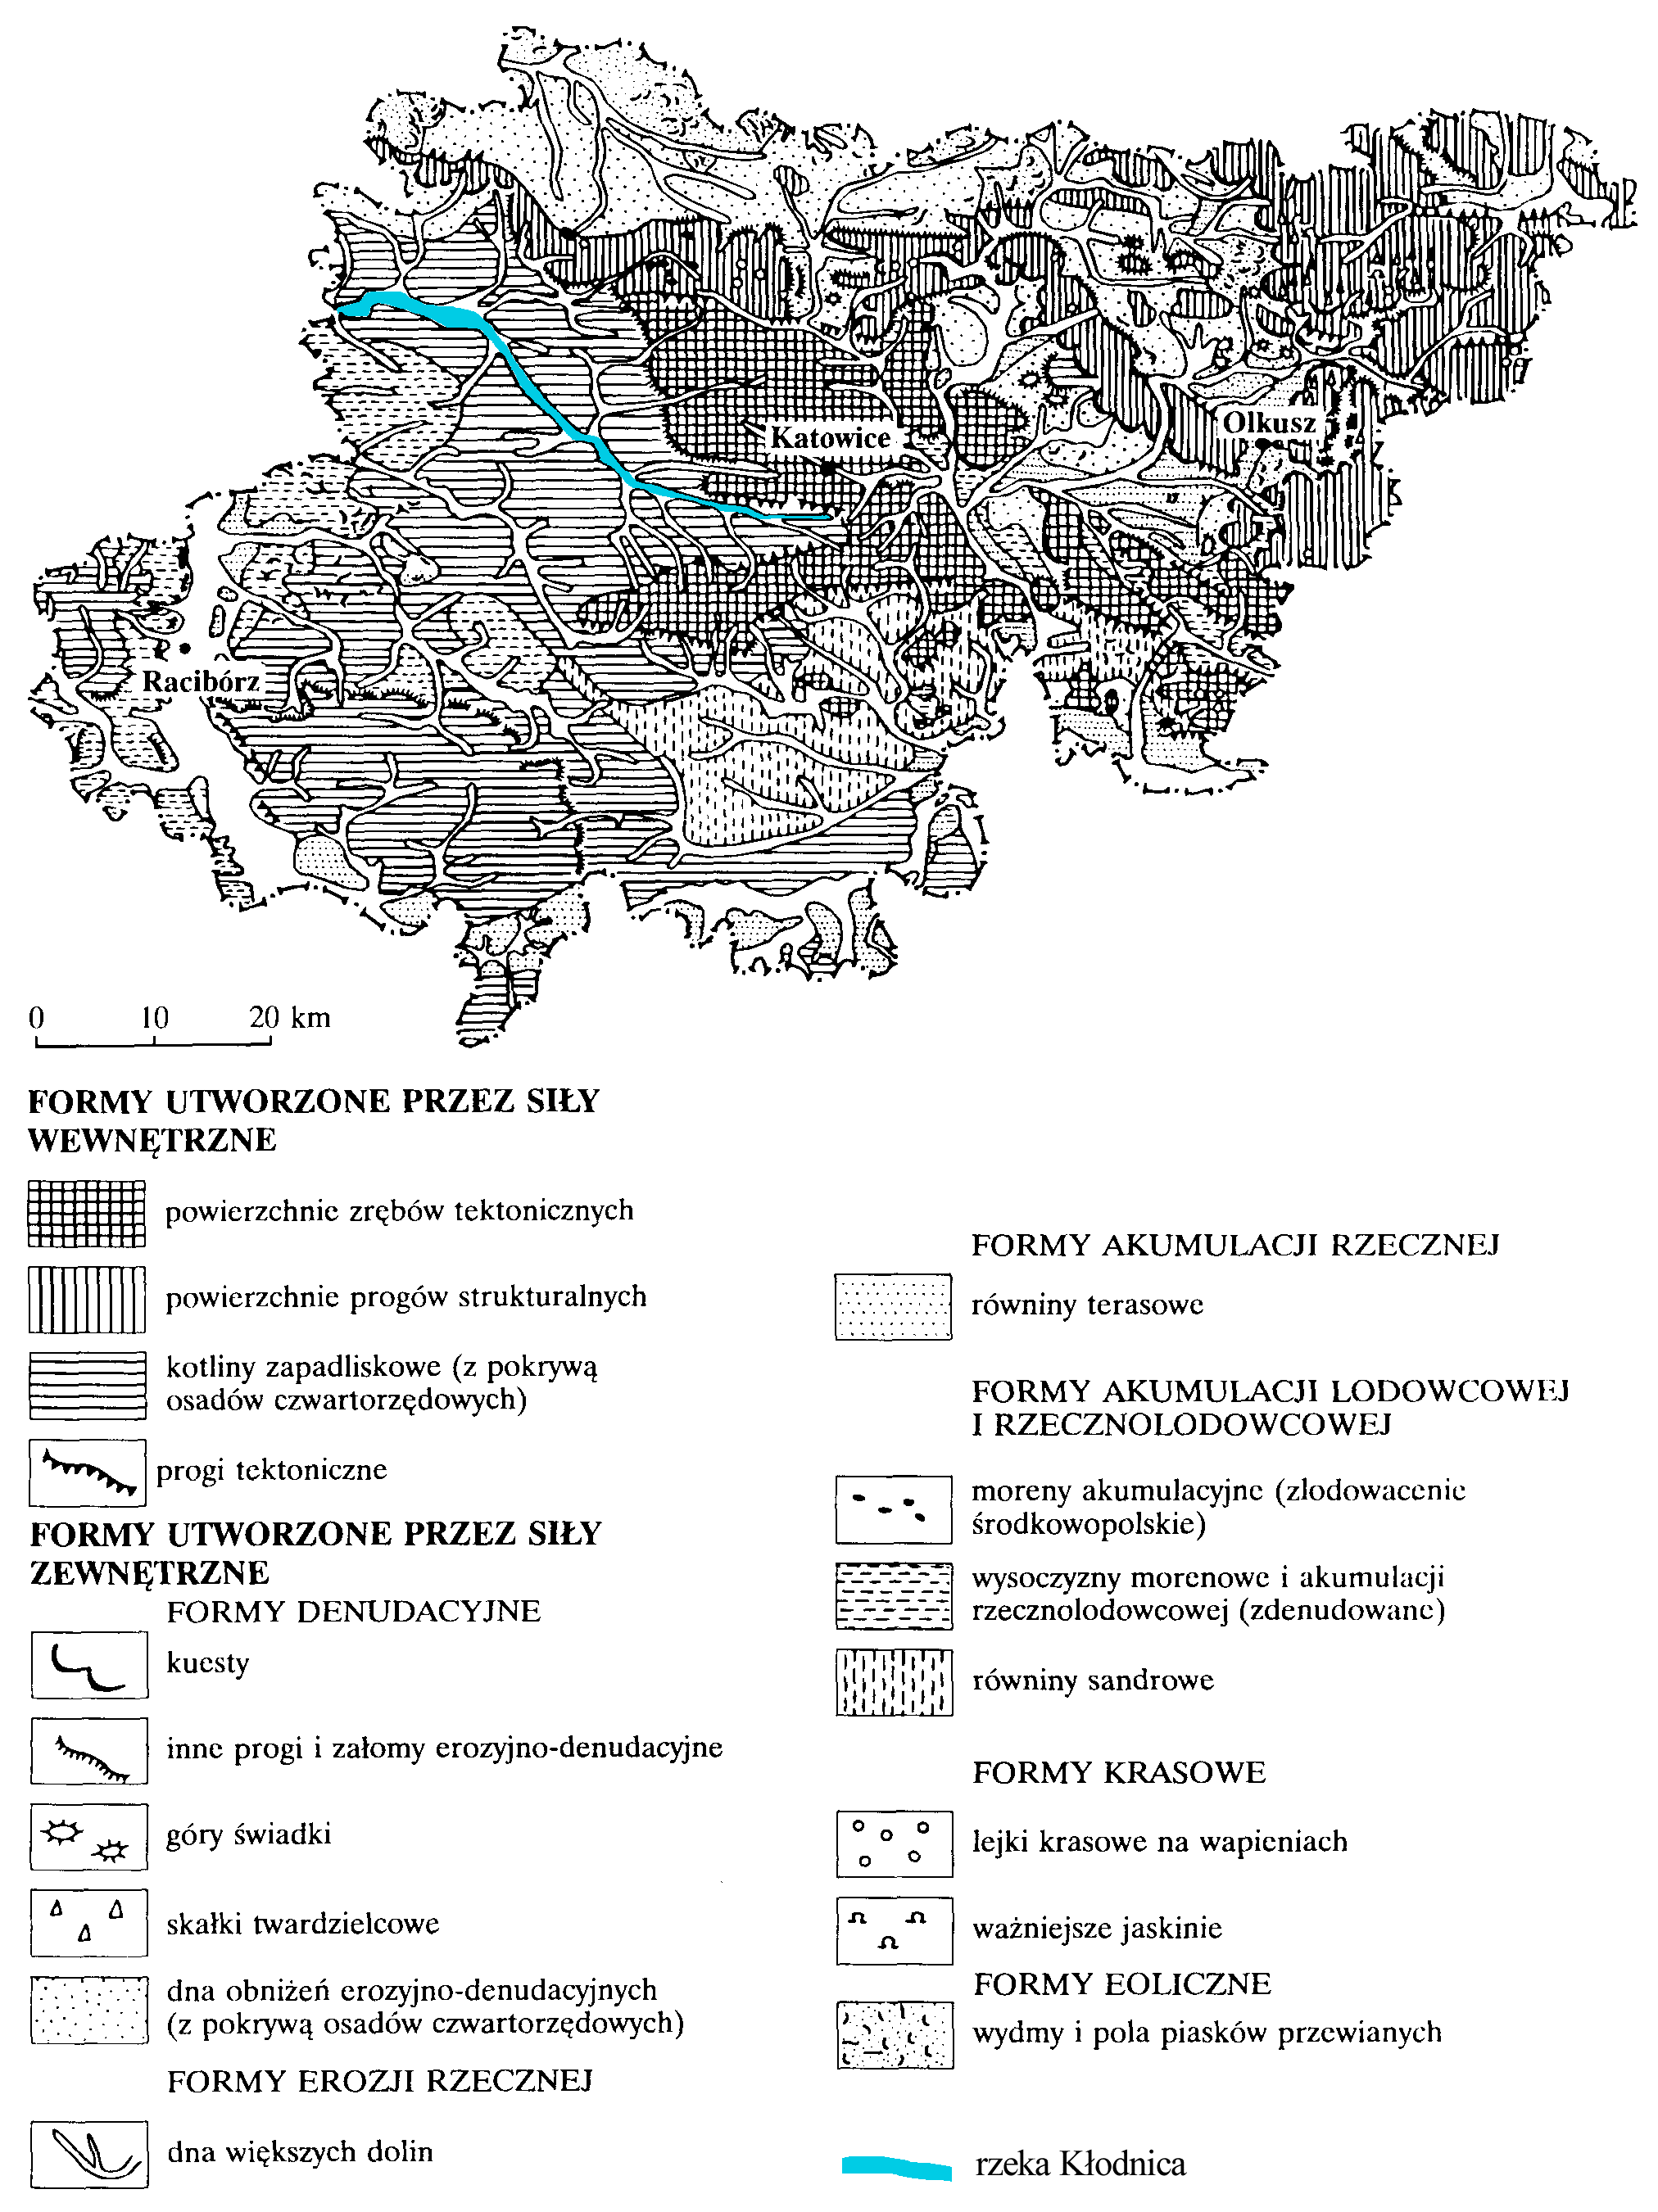 Katowice
Olkusz
Racibórz
0 10 20 km
FORMY UTWORZONE PRZEZ SIŁY
WEWNĘTRZNE
powierzchnie zrębów tektonicznych
powierzchnie progów strukturalnych
kotliny zapadliskowe (z pokrywą
osadów czwartorzędowych)
progi tektoniczne
FORMY UTWORZONE PRZEZ SIŁY
ZEWNĘTRZNE
FORMY DENUDACYJNE
kuesty
inne progi i załomy erozyjno-denudacyjne
góry świadki
skałki twardzielcowe
dna obniżeń erozyjno-denudacyjnych
(z pokrywą osadów czwartorzędowych)
FORMY EROZJI RZECZNEJ
dna większych dolin
FORMY AKUMULACJI RZECZNEJ
równiny terasowe
FORMY AKUMULACJI LODOWCOWEJ
I RZECZNOLODOWCOWEJ
moreny akumulacyjne (zlodowacenie
środkowopolskie)
wysoczyzny morenowe i akumulacji
rzecznolodowcowej (zdenudowane)
równiny sandrowe
FORMY KRASOWE
lejki krasowe na wapieniach
ważniejsze jaskinie
FORMY EOLICZNE
wydmy i pola piasków przewianych
rzeka Kłodnica